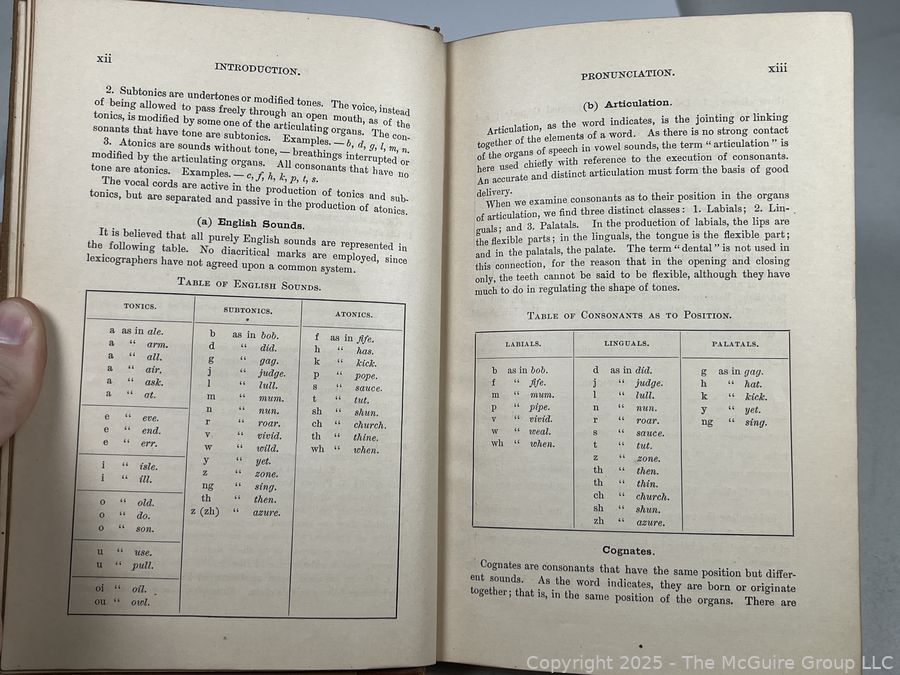 xii
INTRODUCTION.
2. Subtonics are undertones or modified tones. The voice, instead
of being allowed to pass freely through an open mouth, as of the
tonics, is modified by some one of the articulating organs. The con-
sonants that have tone are subtonics. Examples. — b, d, g, l, m, n.
3. Atonics are sounds without tone, — breathings interrupted or
modified by the articulating organs. All consonants that have no
tone are atonics. Examples. — c, f, h, k, p, t, s.
The vocal cords are active in the production of tonics and sub-
tonics, but are separated and passive in the production of atonics.
(a) English Sounds.
It is believed that all purely English sounds are represented in
the following table. No diacritical marks are employed, since
lexicographers have not agreed upon a common system.
TABLE OF ENGLISH SOUNDS.
TONICS.
a as in ale.
a " arm.
a " all.
a " air.
a " ask.
a " at.
e " eve.
e " end.
e " err.
i " isle.
i " ill.
o " old.
o " do.
o " son.
u " use.
u " pull.
oi " oil.
ou " owl.
SUBTONICS.
b as in bob.
d " did.
g " gag.
j " judge.
l " lull.
m " mum.
n " nun.
r " roar.
v " vivid.
w " wild.
y " yet.
z " zone.
ng " sing.
th " then.
z (zh) " azure.
ATONICS.
f as in fife.
h " has.
k " kick.
p " pope.
s " sauce.
t " tut.
sh " shun.
ch " church.
th " thine.
wh " when.
PRONUNCIATION.
xiii
(b) Articulation.
Articulation, as the word indicates, is the jointing or linking
together of the elements of a word. As there is no strong contact
of the organs of speech in vowel sounds, the term "articulation" is
here used chiefly with reference to the execution of consonants.
An accurate and distinct articulation must form the basis of good
delivery.
When we examine consonants as to their position in the organs
of articulation, we find three distinct classes: 1. Labials; 2. Lin-
guals; and 3. Palatals. In the production of labials, the lips are
the flexible parts; in the linguals, the tongue is the flexible part;
and in the palatals, the palate. The term "dental" is not used in
this connection, for the reason that in the opening and closing
only, the teeth cannot be said to be flexible, although they have
much to do in regulating the shape of tones.
TABLE OF CONSONANTS AS TO POSITION.
LABIALS.
b as in bob.
f " fife.
m " mum.
p " pipe.
v " vivid.
w " weal.
wh " when.
LINGUALS.
d as in did.
j " judge.
l " lull.
n " nun.
r " roar.
s " sauce.
t " tut.
z " zone.
th " then.
th " thin.
ch " church.
sh " shun.
zh " azure.
PALATALS.
g as in gag.
h " hat.
k " kick.
y " yet.
ng " sing.
Cognates.
Cognates are consonants that have the same position but differ-
ent sounds. As the word indicates, they are born or originate
together; that is, in the same position of the organs. There are
Copyright 2025 - The McGuire Group LLC